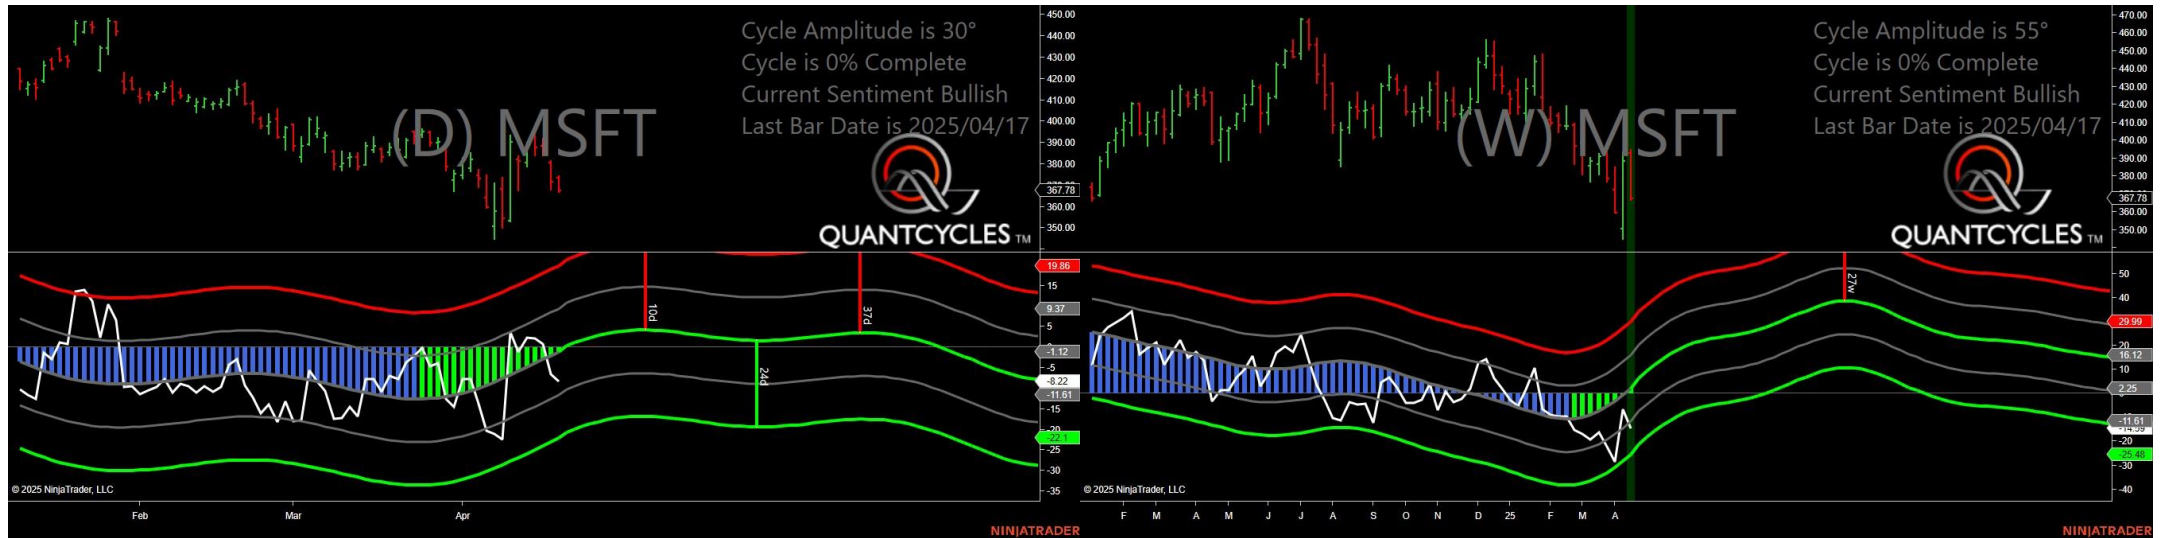 450.00
440.00
430.00
420.00
410.00
400.00
390.00
380.00
367.78
360.00
350.00
Cycle Amplitude is 30°
Cycle is 0% Complete
Current Sentiment Bullish
Last Bar Date is 2025/04/17
(D) MSFT
QUANTCYCLES TM
19.86
15
9.37
5
-1.12
-5
-8.22
-11.61
-15
-20
-22.1
-25
-30
-35
10d
24d
37d
© 2025 NinjaTrader, LLC
Feb
Mar
Apr
NINJATRADER
470.00
460.00
450.00
440.00
430.00
420.00
410.00
400.00
390.00
380.00
367.78
360.00
350.00
Cycle Amplitude is 55°
Cycle is 0% Complete
Current Sentiment Bullish
Last Bar Date is 2025/04/17
(W) MSFT
QUANTCYCLES TM
50
40
29.99
20
16.12
10
2.25
-11.61
-14.59
-20
-25.48
-30
-40
27w
© 2025 NinjaTrader, LLC
F
M
A
M
J
J
A
S
O
N
D
25
F
M
A
NINJATRADER